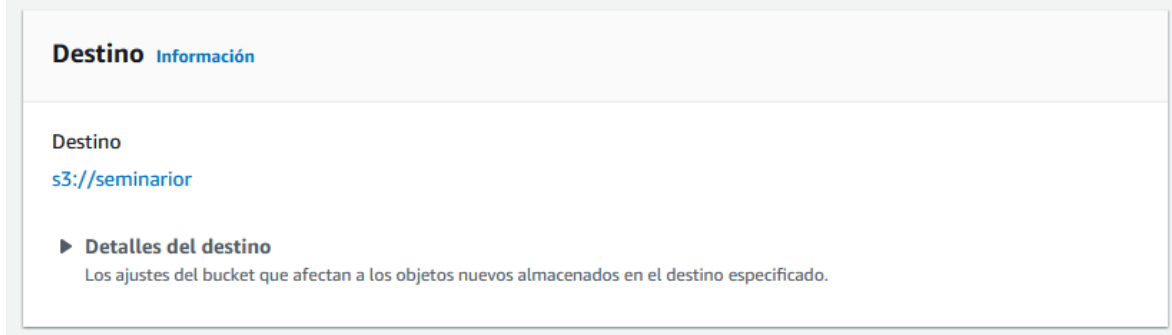 Destino Información
Destino
s3://seminarior
Detalles del destino
Los ajustes del bucket que afectan a los objetos nuevos almacenados en el destino especificado.